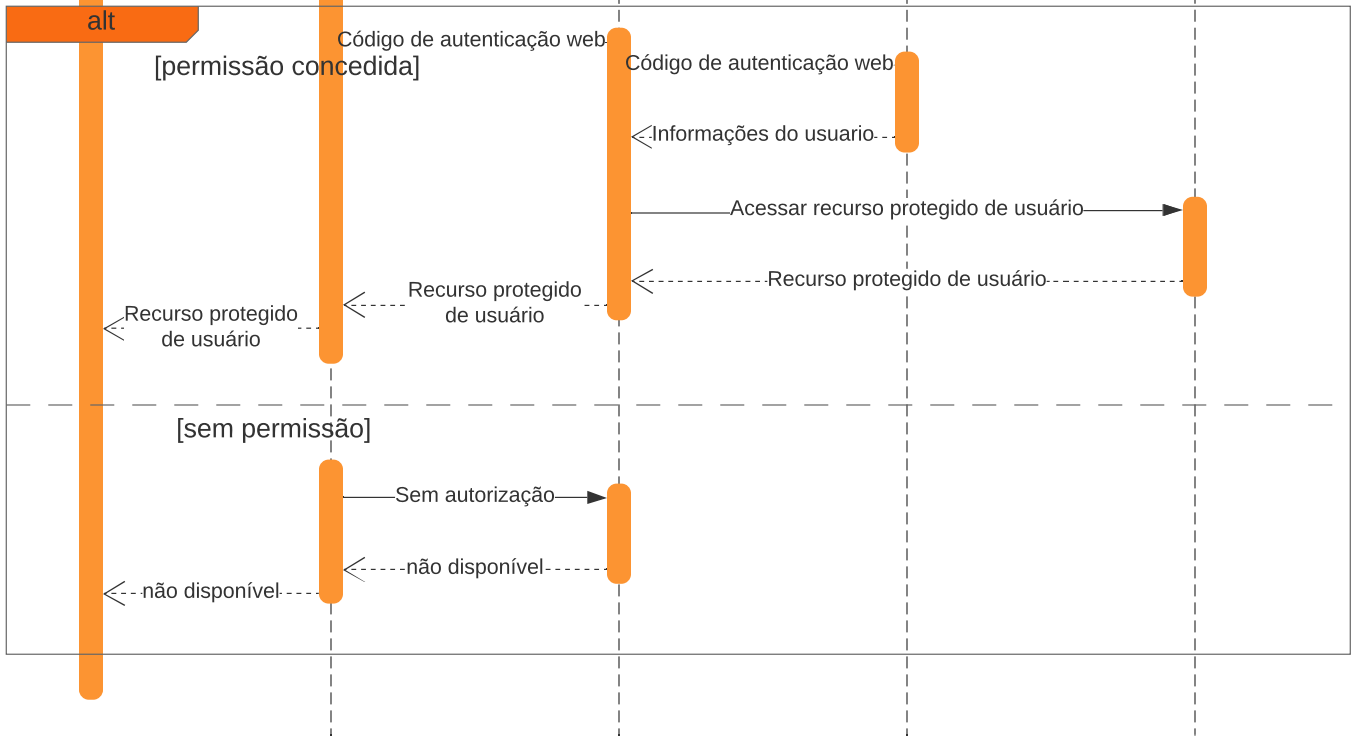 alt
Código de autenticação web
[permissão concedida]
Código de autenticação web
Informações do usuario
Acessar recurso protegido de usuário
Recurso protegido de usuário
Recurso protegido
de usuário
Recurso protegido
de usuário
[sem permissão]
Sem autorização
não disponível
não disponível